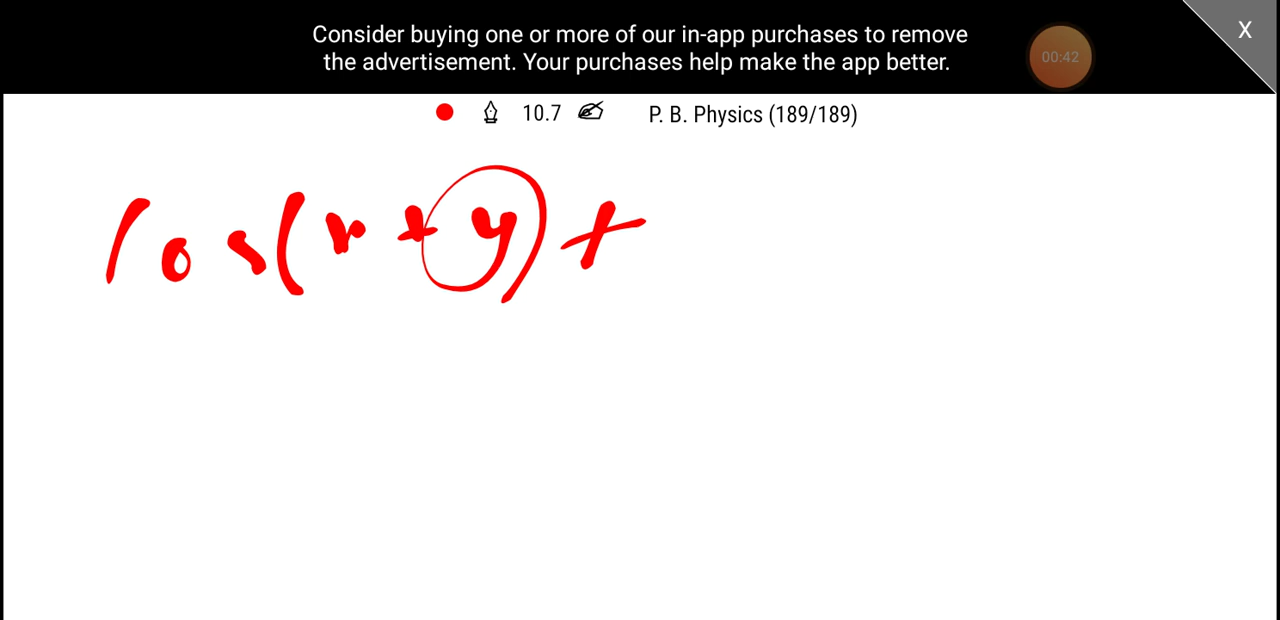 Consider buying one or more of our in-app purchases to remove
the advertisement. Your purchases help make the app better.
00:42
X
10.7 P. B. Physics (189/189)
cos(x + y) +